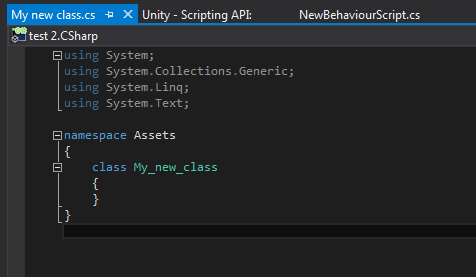 My new class.cs Unity - Scripting API: NewBehaviourScript.cs
test 2.CSharp
using System;
using System.Collections.Generic;
using System.Linq;
using System.Text;
namespace Assets
{
class My_new_class
{
}
}